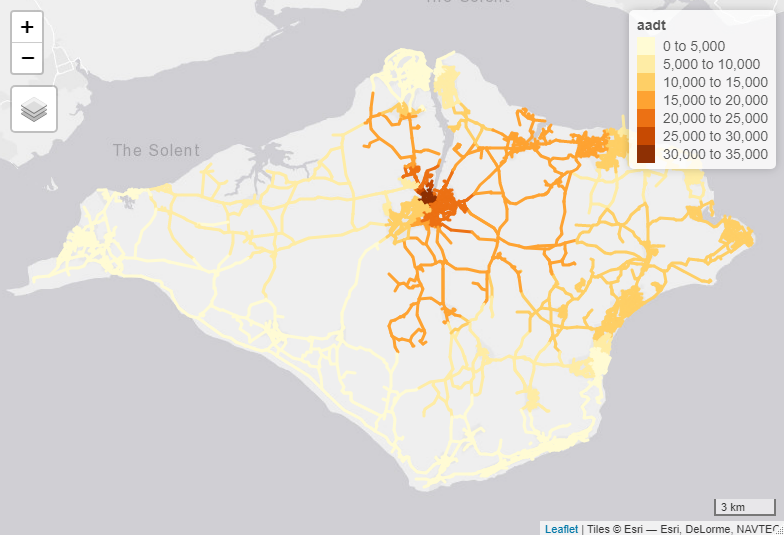 The Solent
+
−
aadt
0 to 5,000
5,000 to 10,000
10,000 to 15,000
15,000 to 20,000
20,000 to 25,000
25,000 to 30,000
30,000 to 35,000
The Solent
3 km
Leaflet | Tiles © Esri — Esri, DeLorme, NAVTEC